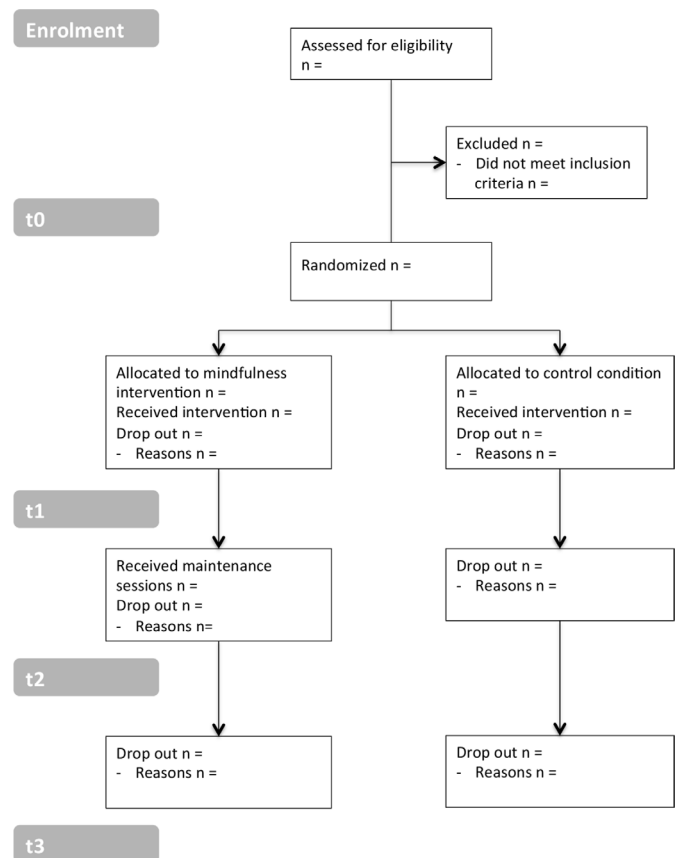 Enrolment
Assessed for eligibility
n =
Excluded n =
- Did not meet inclusion
criteria n =
t0
Randomized n =
Allocated to mindfulness
intervention n =
Received intervention n =
Drop out n =
- Reasons n =
Allocated to control condition
n =
Received intervention n =
Drop out n =
- Reasons n =
t1
Received maintenance
sessions n =
Drop out n =
- Reasons n=
Drop out n =
- Reasons n =
t2
Drop out n =
- Reasons n =
Drop out n =
- Reasons n =
t3